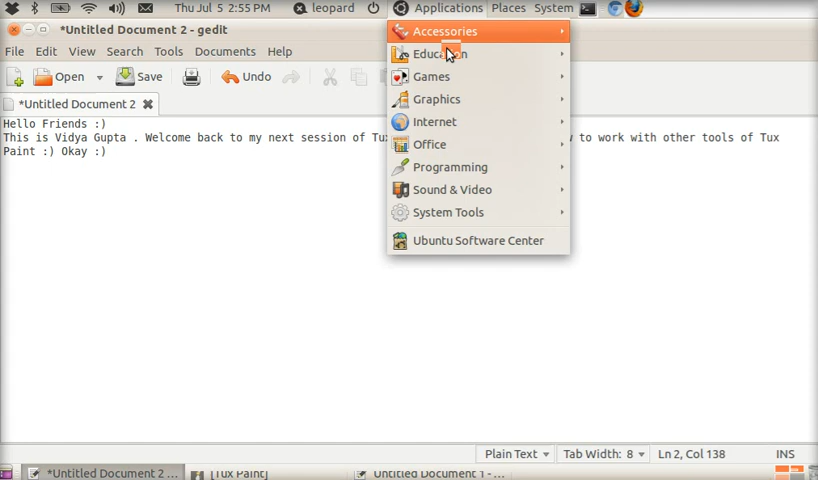 Thu Jul 5 2:55 PM leopard Applications Places System
*Untitled Document 2 - gedit
File Edit View Search Tools Documents Help
Open Save Undo
*Untitled Document 2
Hello Friends :)
This is Vidya Gupta . Welcome back to my next session of Tu
to work with other tools of Tux
Paint :) Okay :)
Accessories
Education
Games
Graphics
Internet
Office
Programming
Sound & Video
System Tools
Ubuntu Software Center
Plain Text Tab Width: 8 Ln 2, Col 138 INS
*Untitled Document 2 ... [Tux Paint] Untitled Document 1 - ...